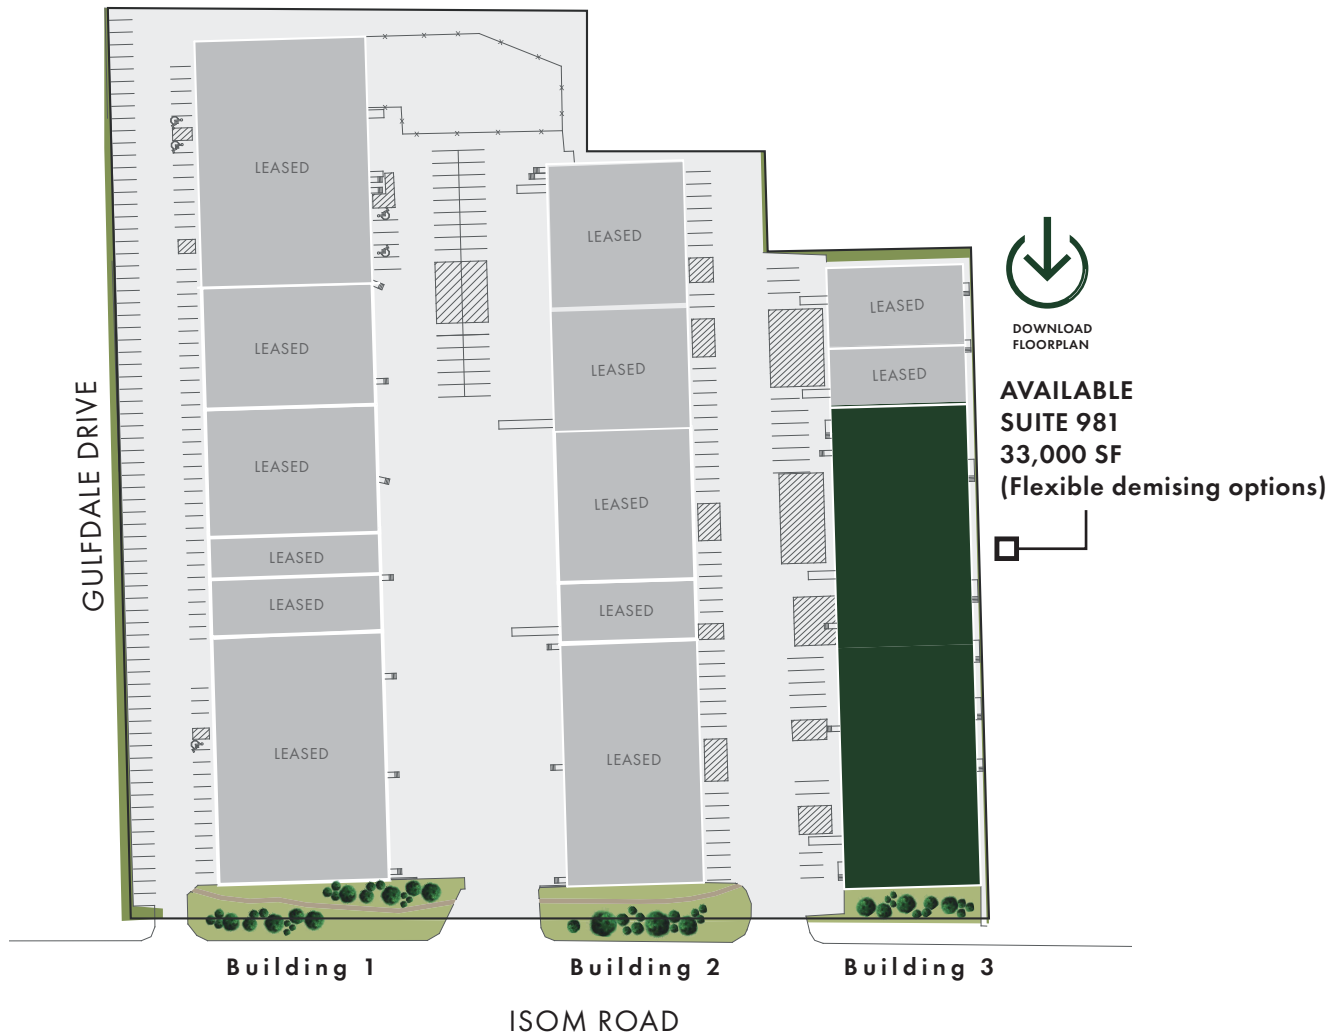 LEASED
LEASED
LEASED
LEASED
LEASED
LEASED
LEASED
LEASED
LEASED
LEASED
LEASED
LEASED
LEASED
DOWNLOAD
FLOORPLAN
AVAILABLE
SUITE 981
33,000 SF
(Flexible demising options)
GULFDALE DRIVE
Building 1
Building 2
Building 3
ISOM ROAD